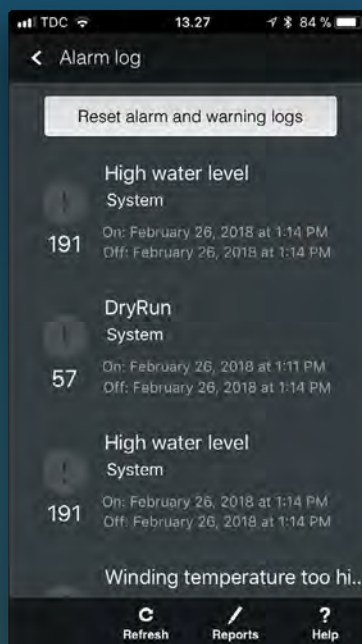 TDC
13.27
84 %
Alarm log
Reset alarm and warning logs
High water level
System
191
On: February 26, 2018 at 1:14 PM
Off: February 26, 2018 at 1:14 PM
DryRun
System
57
On: February 26, 2018 at 1:11 PM
Off: February 26, 2018 at 1:14 PM
High water level
System
191
On: February 26, 2018 at 1:14 PM
Off: February 26, 2018 at 1:14 PM
Winding temperature too hi...
Refresh
Reports
? Help